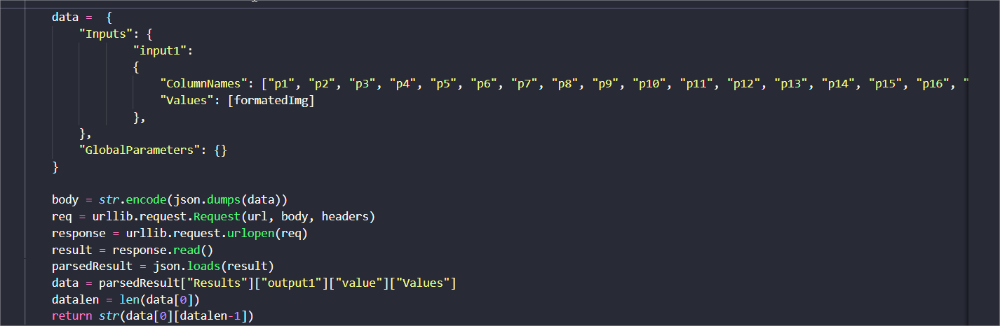 data =  {
"Inputs": {
"input1":
{
"ColumnNames": ["p1", "p2", "p3", "p4", "p5", "p6", "p7", "p8", "p9", "p10", "p11", "p12", "p13", "p14", "p15", "p16", "
"Values": [formatedImg]
},
},
"GlobalParameters": {}
}
body = str.encode(json.dumps(data))
req = urllib.request.Request(url, body, headers)
response = urllib.request.urlopen(req)
result = response.read()
parsedResult = json.loads(result)
data = parsedResult["Results"]["output1"]["value"]["Values"]
datalen = len(data[0])
return str(data[0][datalen-1])